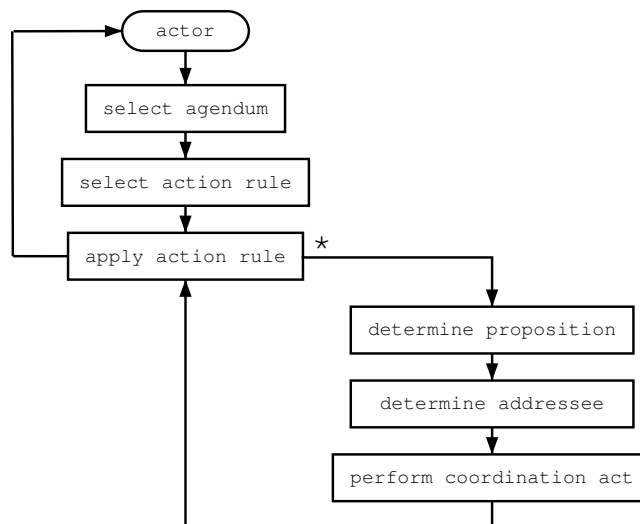 actor
select agendum
select action rule
apply action rule
*
determine proposition
determine addressee
perform coordination act